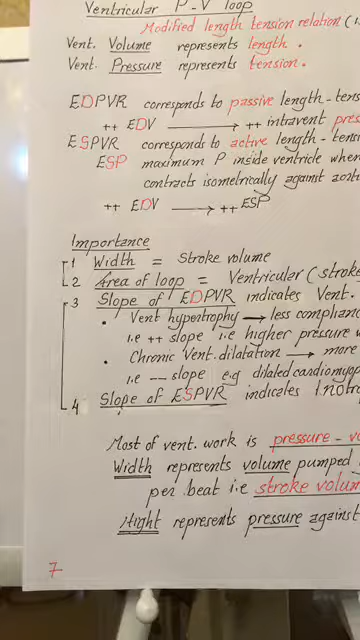 Ventricular P-V loop
Modified length tension relation (
Vent. Volume represents length.
Vent. Pressure represents tension.
EDPVR corresponds to passive length-tens
++ EDV → ++ intravent pres
ESPVR corresponds to active length-tens
ESP maximum P inside ventricle when
contracts isometrically against
++ EDV → ++ ESP
Importance
1 Width = Stroke volume
2 Area of loop = Ventricular (strok
3 Slope of EDPVR indicates Vent.
• Vent hypertrophy → less complian
i.e ++ slope i.e higher pressure
• Chronic Vent. dilatation → more
i.e -- slope e.g dilated cardiomyop
4 Slope of ESPVR indicates Inotr
Most of vent. work is pressure-vo
Width represents volume pumped
per beat i.e stroke volum
Hight represents pressure against
7